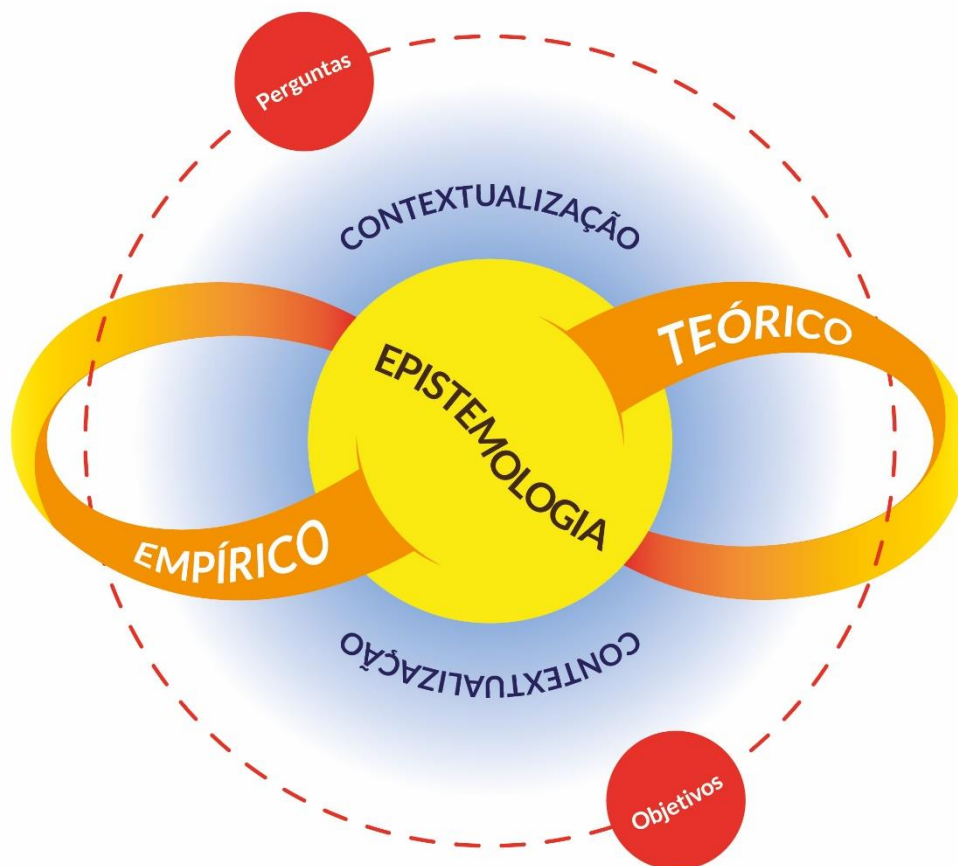 Perguntas
CONTEXTUALIZAÇÃO
TEÓRICO
EPISTEMOLOGIA
EMPÍRICO
CONTEXTUALIZAÇÃO
Objetivos